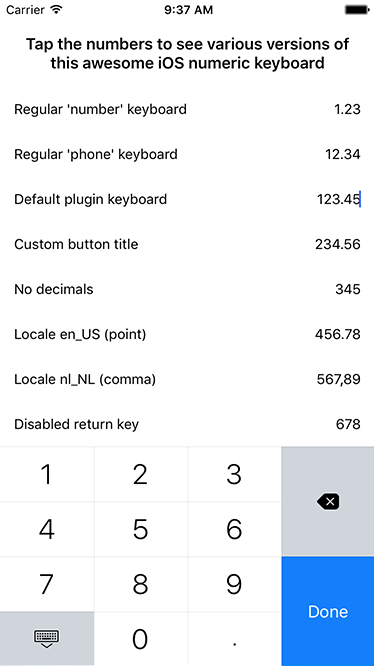 Carrier 9:37 AM
Tap the numbers to see various versions of
this awesome iOS numeric keyboard
Regular 'number' keyboard 1.23
Regular 'phone' keyboard 12.34
Default plugin keyboard 123.45
Custom button title 234.56
No decimals 345
Locale en_US (point) 456.78
Locale nl_NL (comma) 567,89
Disabled return key 678
1 2 3
4 5 6
7 8 9
Done
0 .